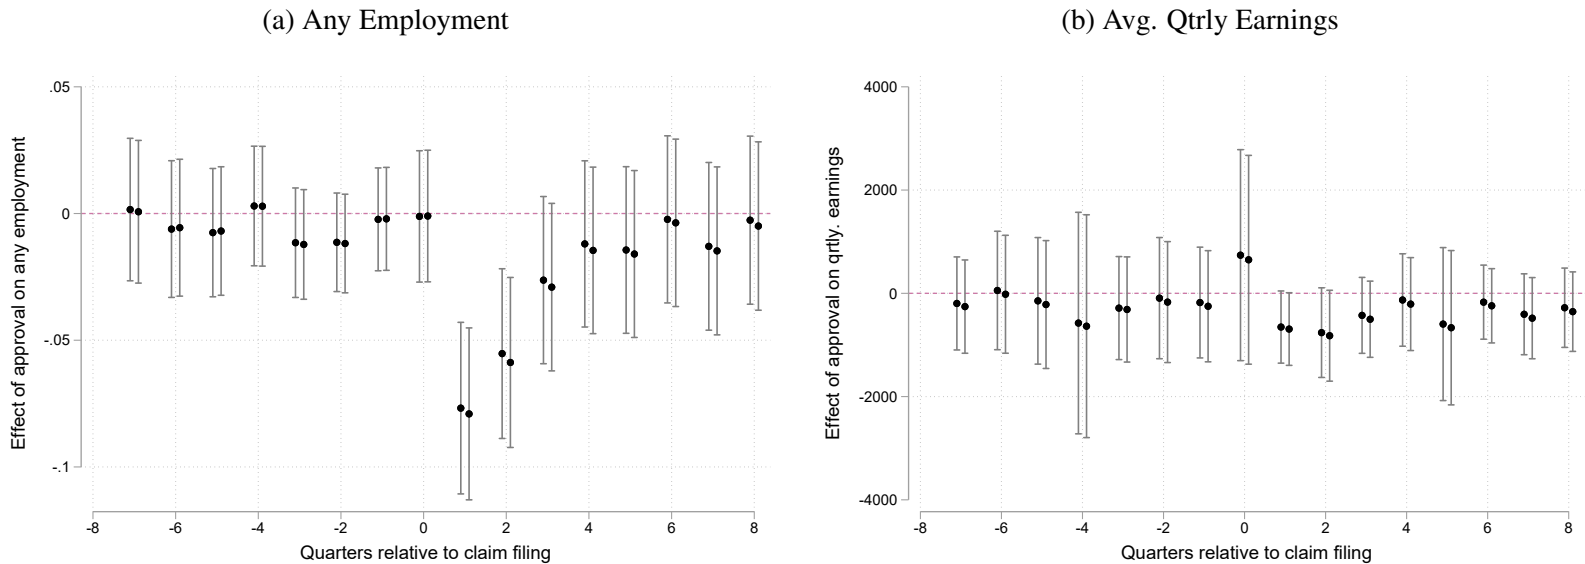 (a) Any Employment
Effect of approval on any employment
.05
0
-.05
-.1
-8 -6 -4 -2 0 2 4 6 8
Quarters relative to claim filing
(b) Avg. Qtrly Earnings
Effect of approval on qrtly. earnings
4000
2000
0
-2000
-4000
-8 -6 -4 -2 0 2 4 6 8
Quarters relative to claim filing